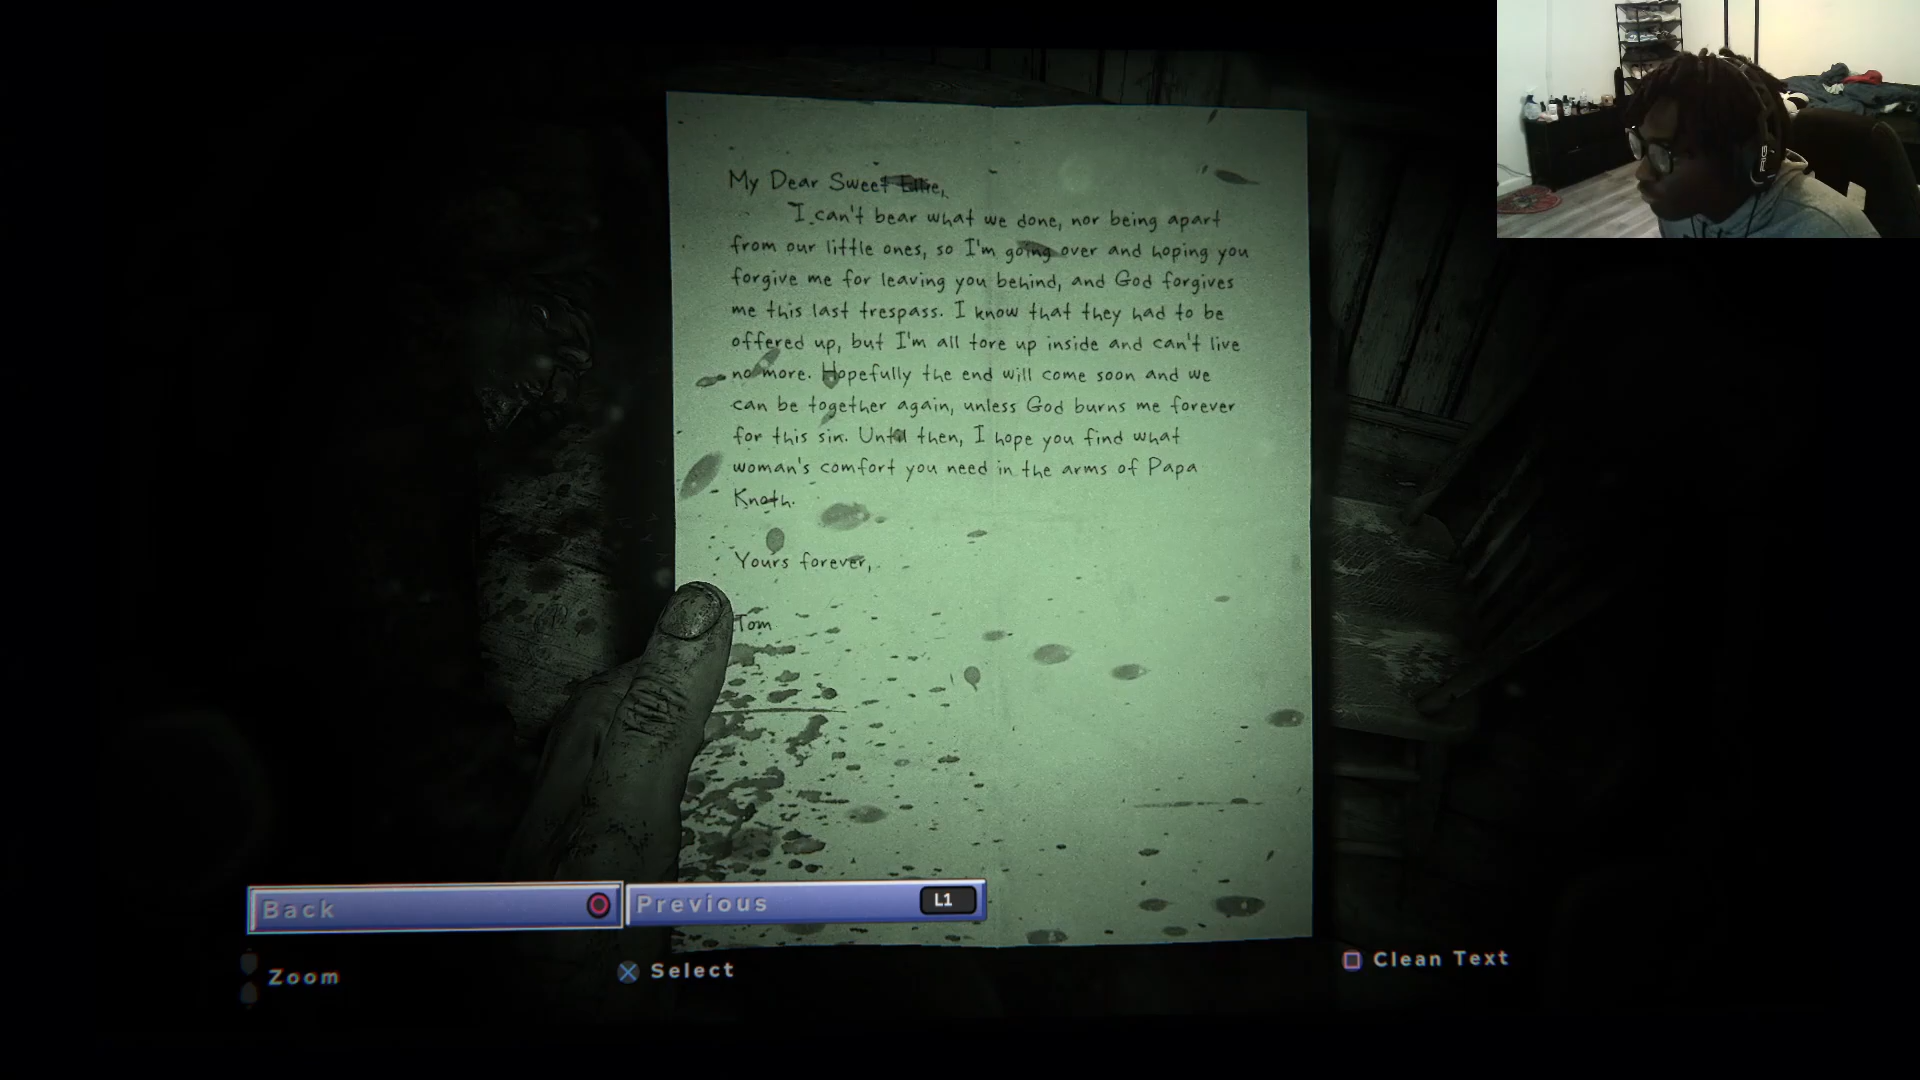 My Dear Sweet Ellie,
I can't bear what we done, nor being apart
from our little ones, so I'm going over and hoping you
forgive me for leaving you behind, and God forgives
me this last trespass. I know that they had to be
offered up, but I'm all tore up inside and can't live
no more. Hopefully the end will come soon and we
can be together again, unless God burns me forever
for this sin. Until then, I hope you find what
woman's comfort you need in the arms of Papa
Knoth.
Yours forever,
Tom
Back
Previous L1
Zoom
Select
Clean Text
RIG